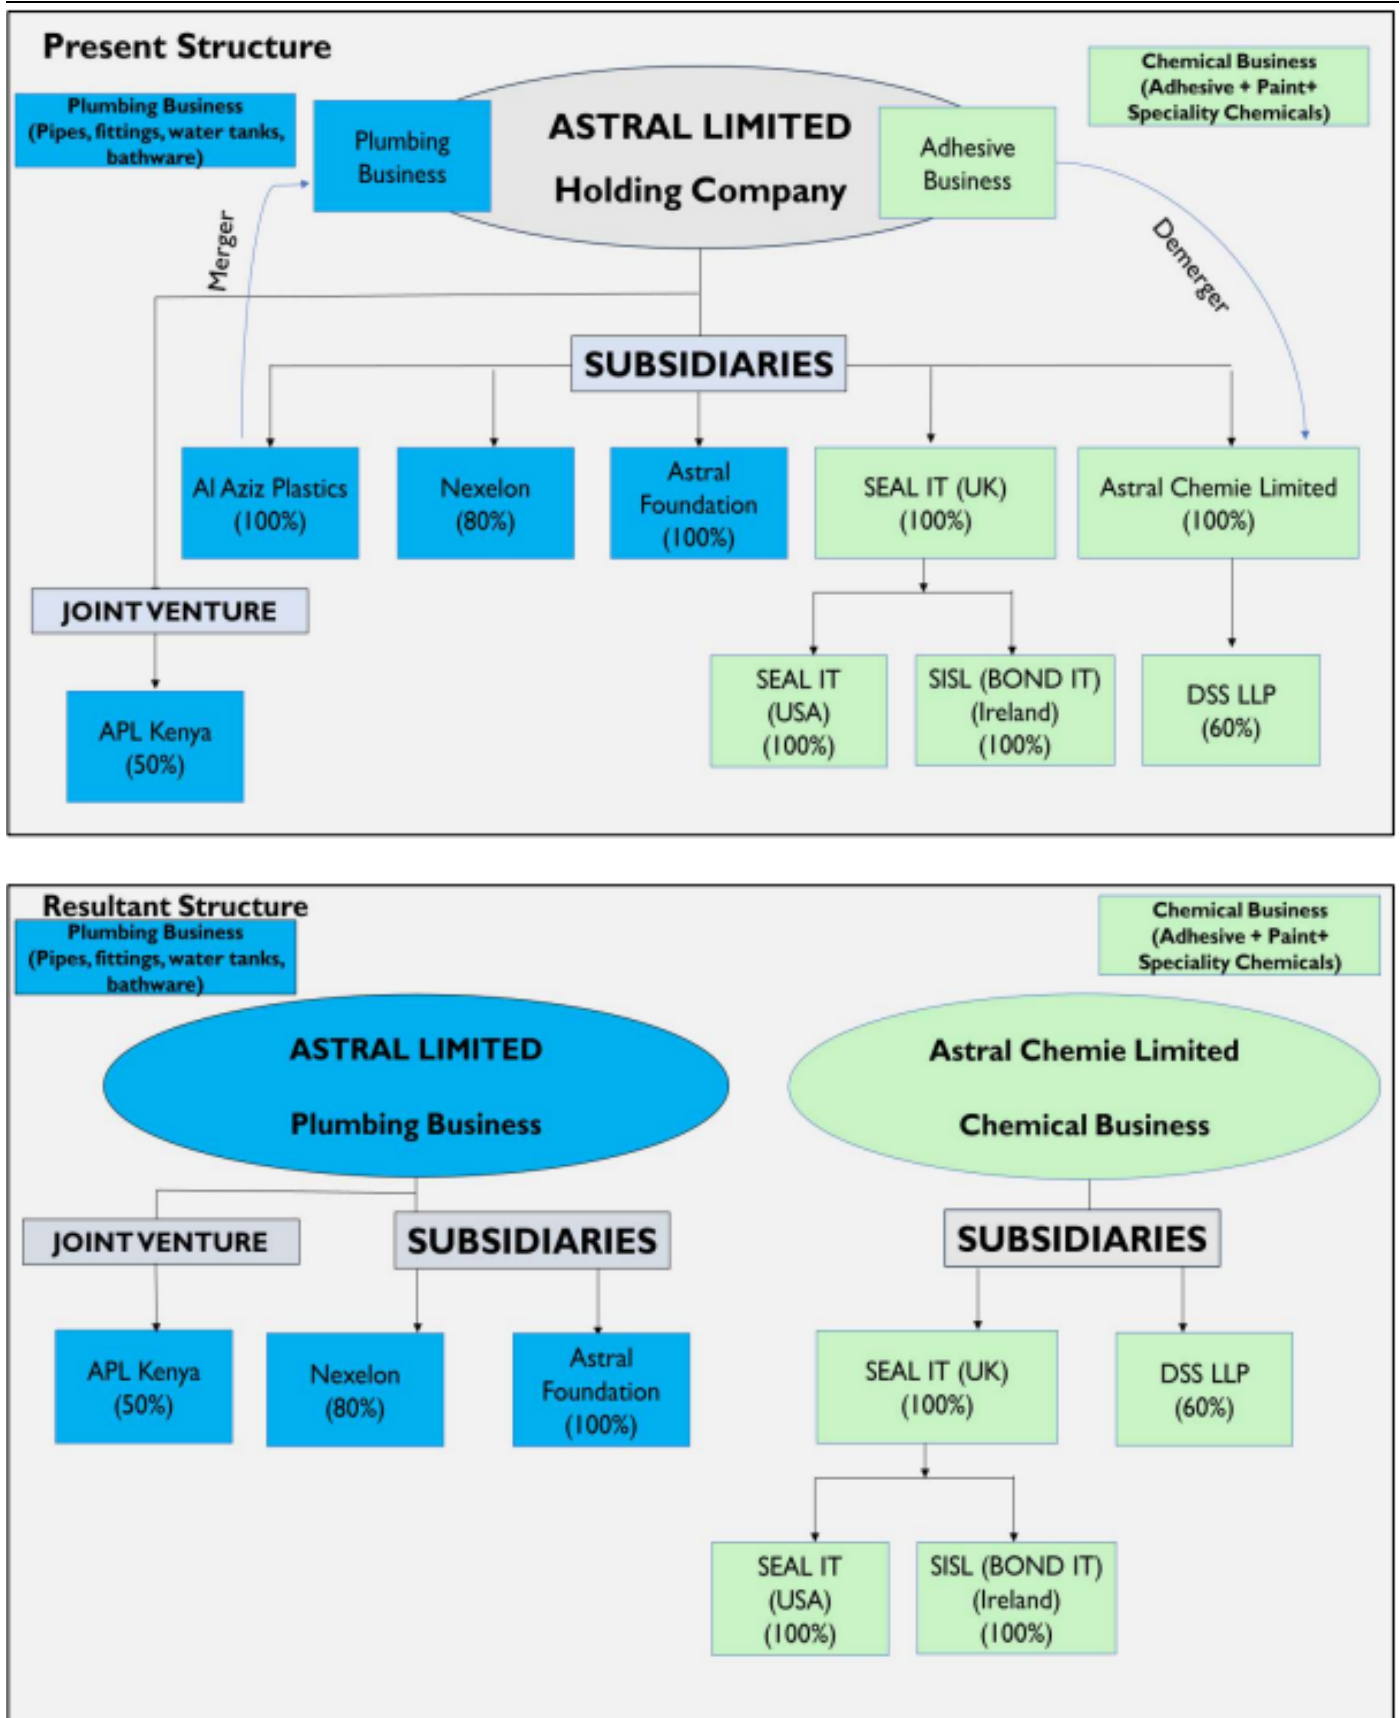 Present Structure
Plumbing Business
(Pipes, fittings, water tanks,
bathware)
Plumbing
Business
ASTRAL LIMITED
Holding Company
Adhesive
Business
Chemical Business
(Adhesive + Paint+
Speciality Chemicals)
Merger
Demerger
SUBSIDIARIES
Al Aziz Plastics
(100%)
Nexelon
(80%)
Astral
Foundation
(100%)
SEAL IT (UK)
(100%)
Astral Chemie Limited
(100%)
JOINT VENTURE
APL Kenya
(50%)
SEAL IT
(USA)
(100%)
SISL (BOND IT)
(Ireland)
(100%)
DSS LLP
(60%)
Resultant Structure
Plumbing Business
(Pipes, fittings, water tanks,
bathware)
Chemical Business
(Adhesive + Paint+
Speciality Chemicals)
ASTRAL LIMITED
Plumbing Business
Astral Chemie Limited
Chemical Business
JOINT VENTURE
SUBSIDIARIES
SUBSIDIARIES
APL Kenya
(50%)
Nexelon
(80%)
Astral
Foundation
(100%)
SEAL IT (UK)
(100%)
DSS LLP
(60%)
SEAL IT
(USA)
(100%)
SISL (BOND IT)
(Ireland)
(100%)